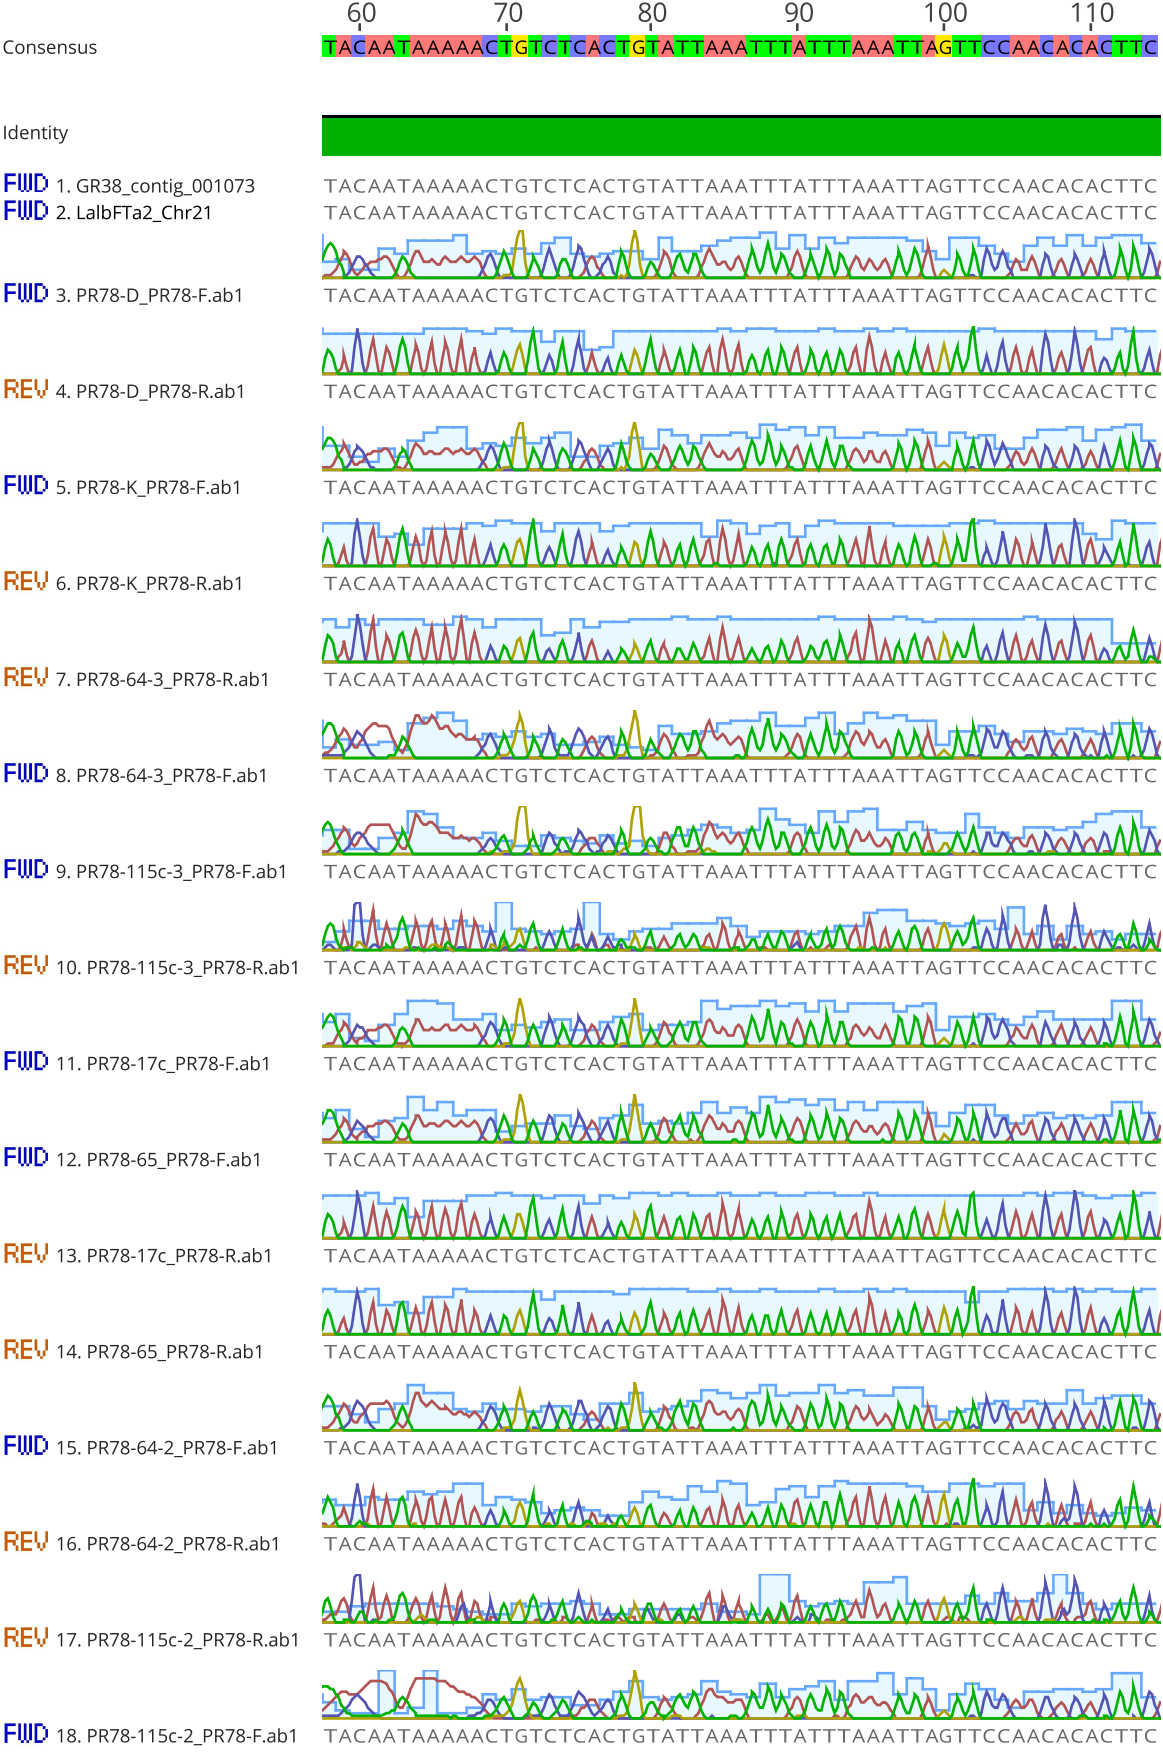 60 70 80 90 100 110
Consensus TACAATAAAAACTGTCTCACTGTATTAAATTTATTTAAATTAGTTCCAACACACTTC
Identity
FWD 1. GR38_contig_001073 TACAATAAAAACTGTCTCACTGTATTAAATTTATTTAAATTAGTTCCAACACACTTC
FWD 2. LalbFTa2_Chr21 TACAATAAAAACTGTCTCACTGTATTAAATTTATTTAAATTAGTTCCAACACACTTC
FWD 3. PR78-D_PR78-F.ab1 TACAATAAAAACTGTCTCACTGTATTAAATTTATTTAAATTAGTTCCAACACACTTC
REV 4. PR78-D_PR78-R.ab1 TACAATAAAAACTGTCTCACTGTATTAAATTTATTTAAATTAGTTCCAACACACTTC
FWD 5. PR78-K_PR78-F.ab1 TACAATAAAAACTGTCTCACTGTATTAAATTTATTTAAATTAGTTCCAACACACTTC
REV 6. PR78-K_PR78-R.ab1 TACAATAAAAACTGTCTCACTGTATTAAATTTATTTAAATTAGTTCCAACACACTTC
REV 7. PR78-64-3_PR78-R.ab1 TACAATAAAAACTGTCTCACTGTATTAAATTTATTTAAATTAGTTCCAACACACTTC
FWD 8. PR78-64-3_PR78-F.ab1 TACAATAAAAACTGTCTCACTGTATTAAATTTATTTAAATTAGTTCCAACACACTTC
FWD 9. PR78-115c-3_PR78-F.ab1 TACAATAAAAACTGTCTCACTGTATTAAATTTATTTAAATTAGTTCCAACACACTTC
REV 10. PR78-115c-3_PR78-R.ab1 TACAATAAAAACTGTCTCACTGTATTAAATTTATTTAAATTAGTTCCAACACACTTC
FWD 11. PR78-17c_PR78-F.ab1 TACAATAAAAACTGTCTCACTGTATTAAATTTATTTAAATTAGTTCCAACACACTTC
FWD 12. PR78-65_PR78-F.ab1 TACAATAAAAACTGTCTCACTGTATTAAATTTATTTAAATTAGTTCCAACACACTTC
REV 13. PR78-17c_PR78-R.ab1 TACAATAAAAACTGTCTCACTGTATTAAATTTATTTAAATTAGTTCCAACACACTTC
REV 14. PR78-65_PR78-R.ab1 TACAATAAAAACTGTCTCACTGTATTAAATTTATTTAAATTAGTTCCAACACACTTC
FWD 15. PR78-64-2_PR78-F.ab1 TACAATAAAAACTGTCTCACTGTATTAAATTTATTTAAATTAGTTCCAACACACTTC
REV 16. PR78-64-2_PR78-R.ab1 TACAATAAAAACTGTCTCACTGTATTAAATTTATTTAAATTAGTTCCAACACACTTC
REV 17. PR78-115c-2_PR78-R.ab1 TACAATAAAAACTGTCTCACTGTATTAAATTTATTTAAATTAGTTCCAACACACTTC
FWD 18. PR78-115c-2_PR78-F.ab1 TACAATAAAAACTGTCTCACTGTATTAAATTTATTTAAATTAGTTCCAACACACTTC